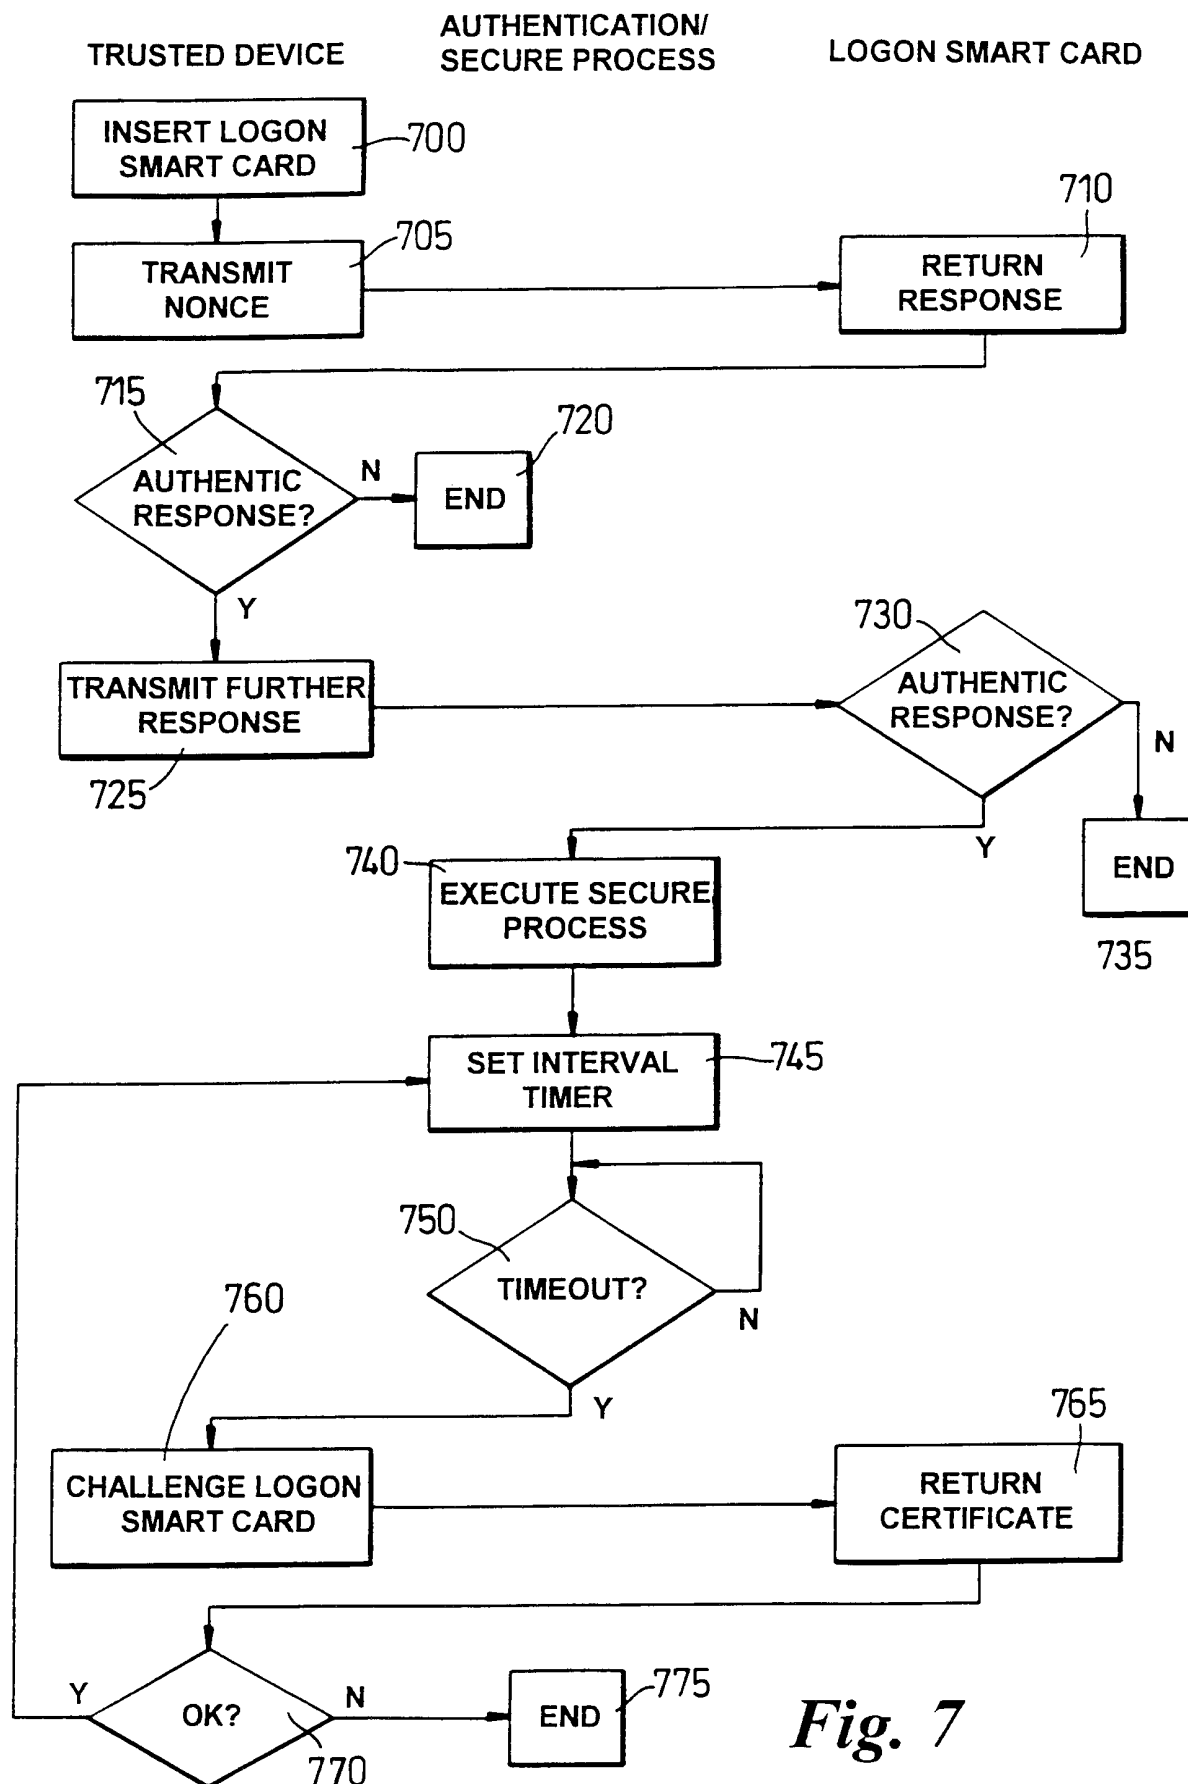 TRUSTED DEVICE
AUTHENTICATION/
SECURE PROCESS
LOGON SMART CARD
INSERT LOGON
SMART CARD
700
705
TRANSMIT
NONCE
710
RETURN
RESPONSE
715
AUTHENTIC
RESPONSE?
N
720
END
Y
TRANSMIT FURTHER
RESPONSE
725
730
AUTHENTIC
RESPONSE?
N
Y
END
735
740
EXECUTE SECURE
PROCESS
SET INTERVAL
TIMER
745
750
TIMEOUT?
N
Y
760
CHALLENGE LOGON
SMART CARD
765
RETURN
CERTIFICATE
Y
OK?
N
770
END
775
Fig. 7